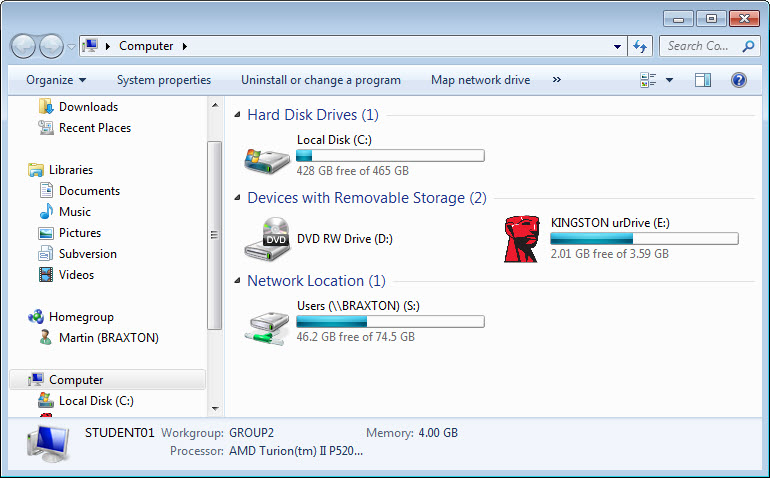 Computer
Search Co...
Organize
System properties
Uninstall or change a program
Map network drive
»
Downloads
Recent Places
Libraries
Documents
Music
Pictures
Subversion
Videos
Homegroup
Martin (BRAXTON)
Computer
Local Disk (C:)
Hard Disk Drives (1)
Local Disk (C:)
428 GB free of 465 GB
Devices with Removable Storage (2)
DVD
DVD RW Drive (D:)
KINGSTON urDrive (E:)
2.01 GB free of 3.59 GB
Network Location (1)
Users (\\BRAXTON) (S:)
46.2 GB free of 74.5 GB
STUDENT01 Workgroup: GROUP2 Memory: 4.00 GB
Processor: AMD Turion(tm) II P520...